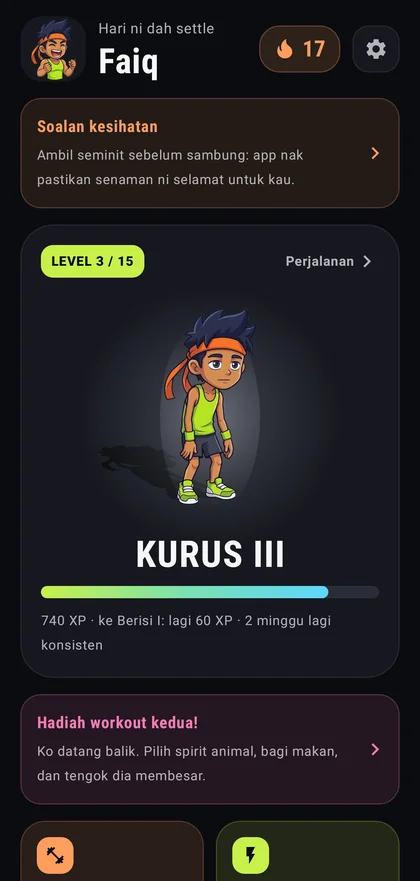 Hari ni dah settle
Faiq
17
Soalan kesihatan
Ambil seminit sebelum sambung: app nak
pastikan senaman ni selamat untuk kau.
LEVEL 3 / 15
Perjalanan
KURUS III
740 XP · ke Berisi I: lagi 60 XP · 2 minggu lagi
konsisten
Hadiah workout kedua!
Ko datang balik. Pilih spirit animal, bagi makan,
dan tengok dia membesar.